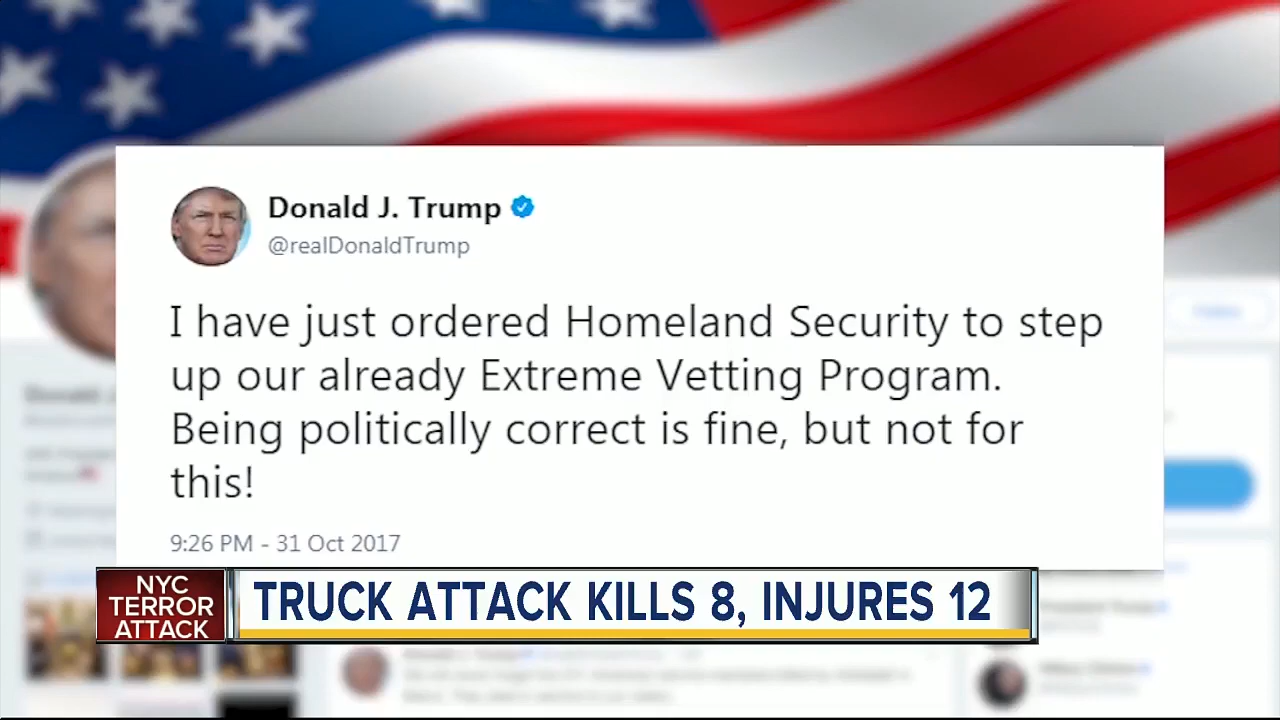 Donald J. Trump
@realDonaldTrump
I have just ordered Homeland Security to step
up our already Extreme Vetting Program.
Being politically correct is fine, but not for
this!
9:26 PM - 31 Oct 2017
NYC
TERROR
ATTACK
TRUCK ATTACK KILLS 8, INJURES 12